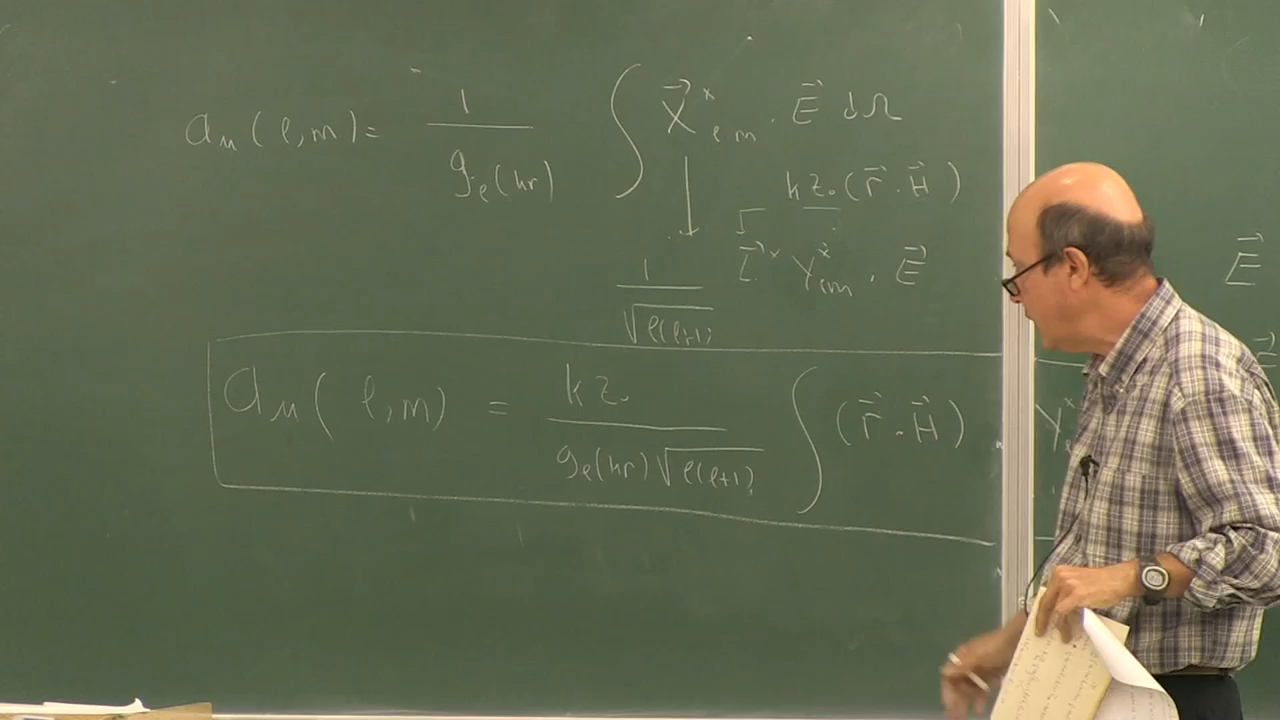 a_M(ℓ,m) = 1 / g_ℓ(kr) ∫ X⃗*_ℓm · E⃗ dΩ
kZ₀(r⃗ · H⃗)
1 / √ℓ(ℓ+1) L⃗* Y*_ℓm · E⃗
E⃗
a_M(ℓ,m) = kZ₀ / g_ℓ(kr)√ℓ(ℓ+1) ∫ (r⃗ · H⃗) Y*